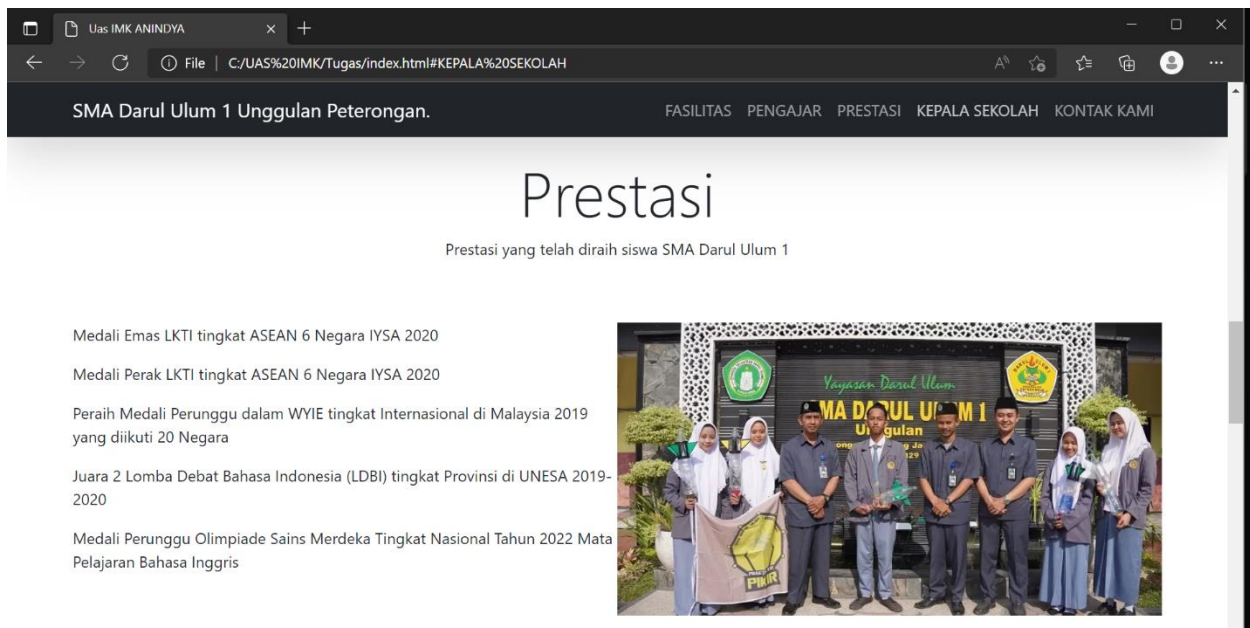 Uas IMK ANINDYA
File | C:/UAS%20IMK/Tugas/index.html#KEPALA%20SEKOLAH
SMA Darul Ulum 1 Unggulan Peterongan.
FASILITAS PENGAJAR PRESTASI KEPALA SEKOLAH KONTAK KAMI
Prestasi
Prestasi yang telah diraih siswa SMA Darul Ulum 1
Medali Emas LKTI tingkat ASEAN 6 Negara IYSA 2020
Medali Perak LKTI tingkat ASEAN 6 Negara IYSA 2020
Peraih Medali Perunggu dalam WYIE tingkat Internasional di Malaysia 2019
yang diikuti 20 Negara
Juara 2 Lomba Debat Bahasa Indonesia (LDBI) tingkat Provinsi di UNESA 2019-
2020
Medali Perunggu Olimpiade Sains Merdeka Tingkat Nasional Tahun 2022 Mata
Pelajaran Bahasa Inggris
Yayasan Darul Ulum
DARUL 1
Unggulan